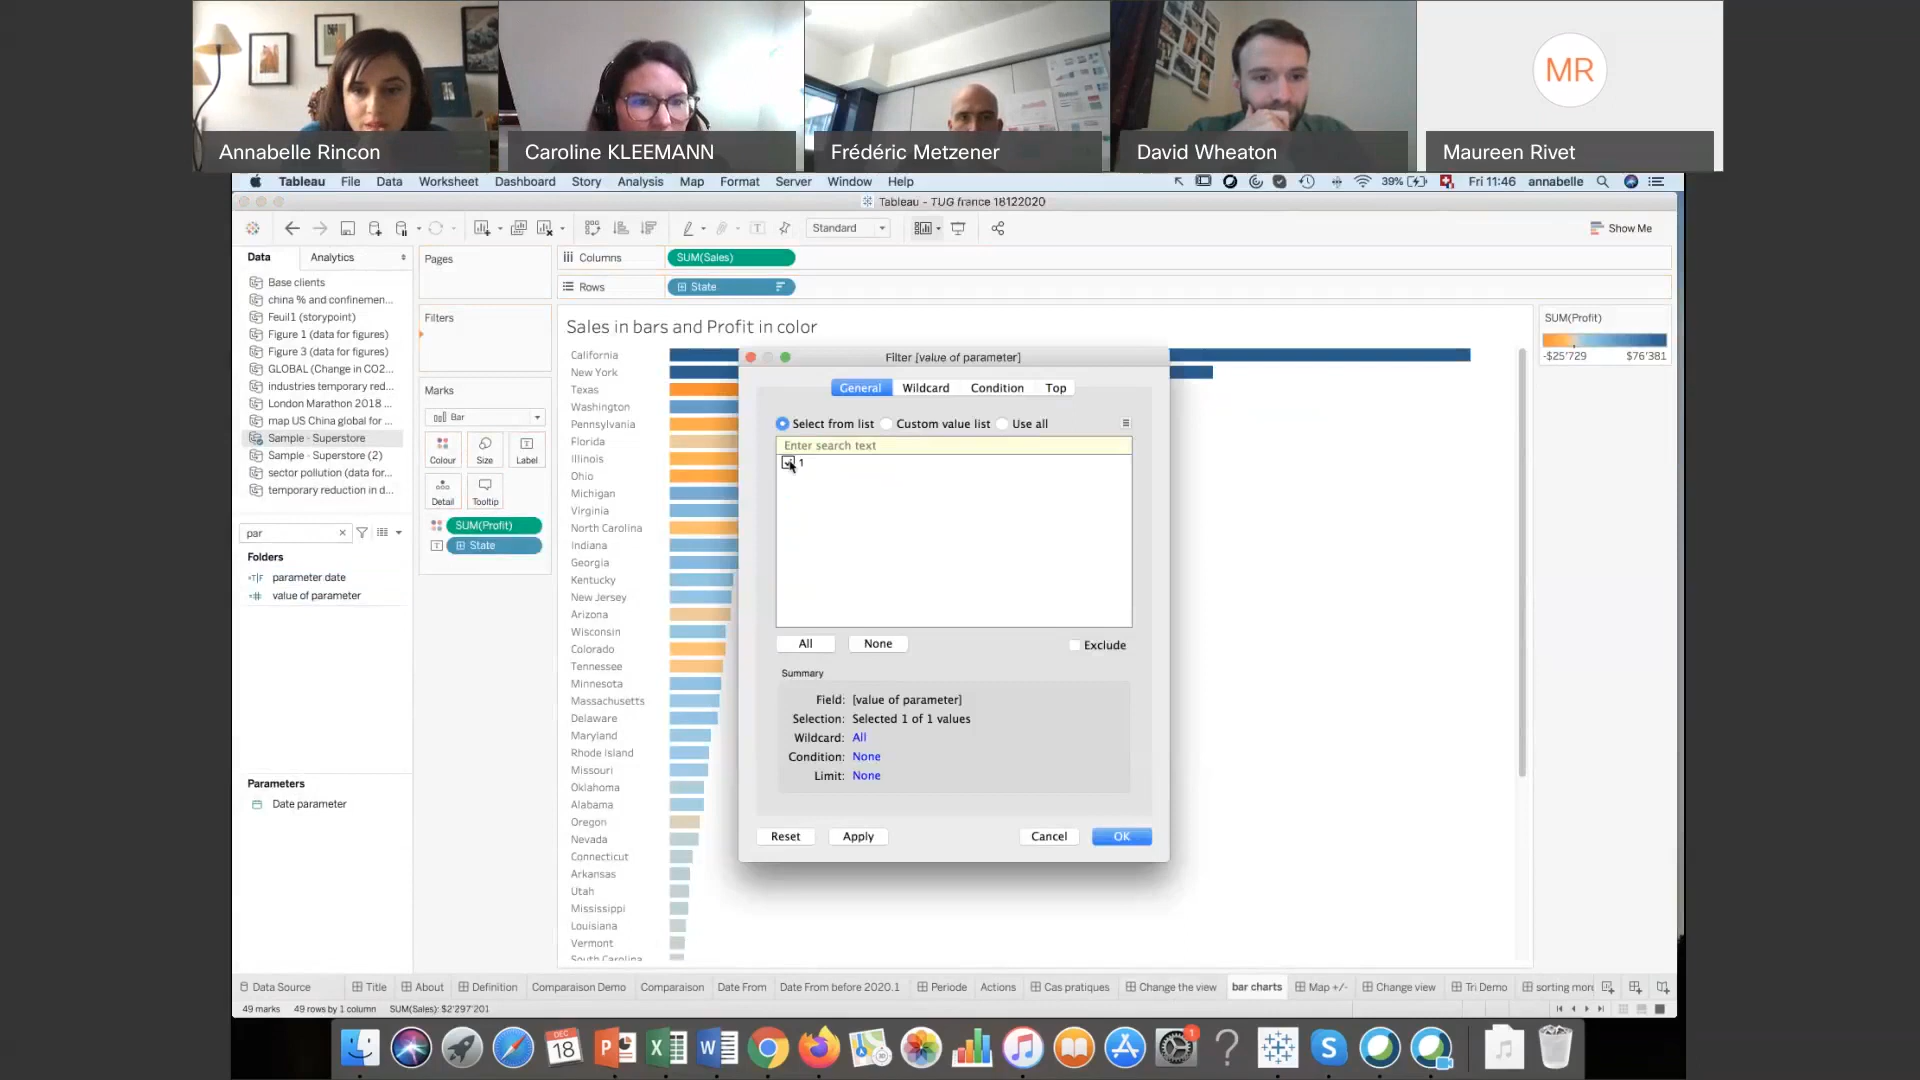 Annabelle Rincon
Caroline KLEEMANN
Frédéric Metzener
David Wheaton
MR
Maureen Rivet
Tableau File Data Worksheet Dashboard Story Analysis Map Format Server Window Help
39% Fri 11:46 annabelle
Tableau - TUG france 18122020
Standard
Show Me
Data Analytics
Pages
Columns SUM(Sales)
Rows State
Base clients
china % and confinemen...
Feuil1 (storypoint)
Figure 1 (data for figures)
Figure 3 (data for figures)
GLOBAL (Change in CO2...
industries temporary red...
London Marathon 2018 ...
map US China global for ...
Sample - Superstore
Sample - Superstore (2)
sector pollution (data for...
temporary reduction in d...
par
Folders
parameter date
value of parameter
Parameters
Date parameter
Filters
Marks
Bar
Colour Size Label
Detail Tooltip
SUM(Profit)
State
Sales in bars and Profit in color
California
New York
Texas
Washington
Pennsylvania
Florida
Illinois
Ohio
Michigan
Virginia
North Carolina
Indiana
Georgia
Kentucky
New Jersey
Arizona
Wisconsin
Colorado
Tennessee
Minnesota
Massachusetts
Delaware
Maryland
Rhode Island
Missouri
Oklahoma
Alabama
Oregon
Nevada
Connecticut
Arkansas
Utah
Mississippi
Louisiana
Vermont
South Carolina
Filter [value of parameter]
General Wildcard Condition Top
Select from list Custom value list Use all
Enter search text
1
All None Exclude
Summary
Field: [value of parameter]
Selection: Selected 1 of 1 values
Wildcard: All
Condition: None
Limit: None
Reset Apply Cancel OK
SUM(Profit)
-$25'729 $76'381
Data Source Title About Definition Comparaison Demo Comparaison Date From Date From before 2020.1 Periode Actions Cas pratiques Change the view bar charts Map +/- Change view Tri Demo sorting more
49 marks 49 rows by 1 column SUM(Sales): $2'297'201
DEC
18
1